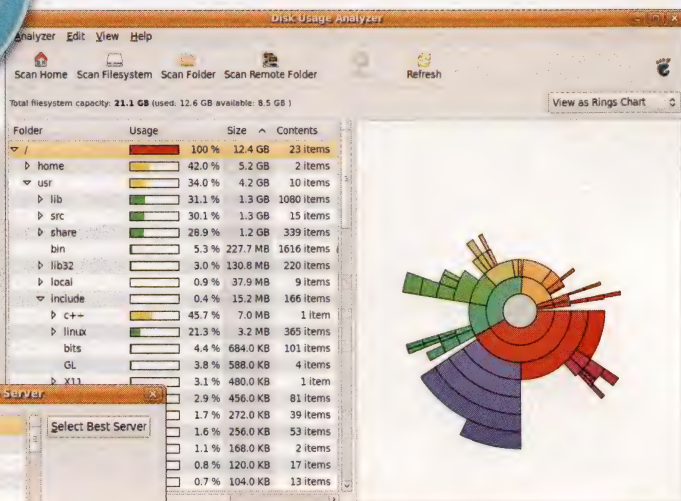 Disk Usage Analyzer
Analyzer Edit View Help
Scan Home Scan Filesystem Scan Folder Scan Remote Folder Refresh
Total filesystem capacity: 21.1 GB (used: 12.6 GB available: 8.5 GB )
View as Rings Chart
Folder Usage Size Contents
/ 100 % 12.4 GB 23 items
home 42.0 % 5.2 GB 2 items
usr 34.0 % 4.2 GB 10 items
lib 31.1 % 1.3 GB 1080 items
src 30.1 % 1.3 GB 15 items
share 28.9 % 1.2 GB 339 items
bin 5.3 % 227.7 MB 1616 items
lib32 3.0 % 130.8 MB 220 items
local 0.9 % 37.9 MB 9 items
include 0.4 % 15.2 MB 166 items
c++ 45.7 % 7.0 MB 1 item
linux 21.3 % 3.2 MB 365 items
bits 4.4 % 684.0 KB 101 items
GL 3.8 % 588.0 KB 4 items
X11 3.1 % 480.0 KB 1 item
2.9 % 456.0 KB 81 items
1.7 % 272.0 KB 39 items
1.6 % 256.0 KB 53 items
1.1 % 168.0 KB 2 items
0.8 % 120.0 KB 17 items
0.7 % 104.0 KB 13 items
Server
Select Best Server